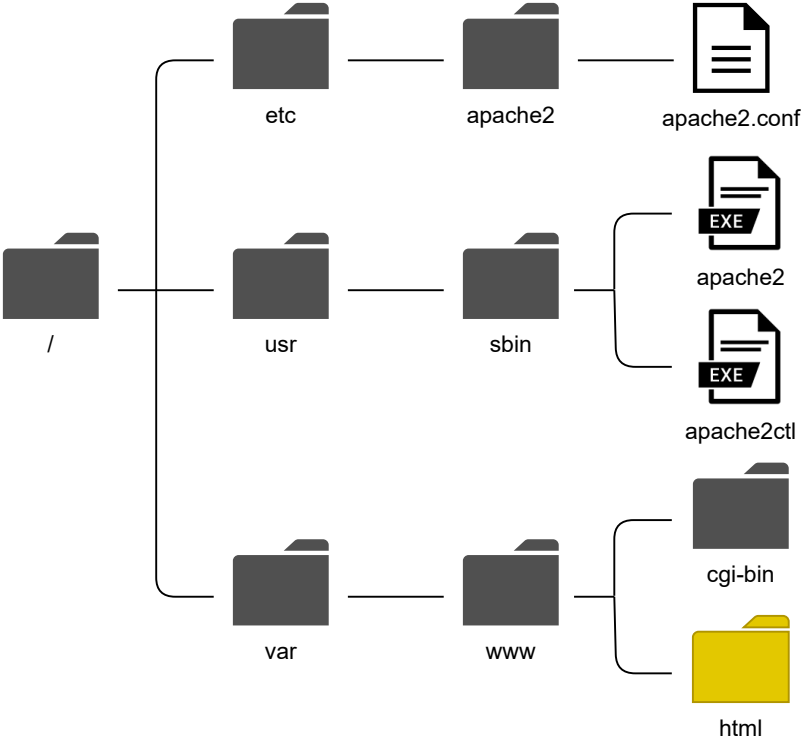 etc
apache2
apache2.conf
EXE
apache2
/
usr
sbin
EXE
apache2ctl
cgi-bin
var
www
html